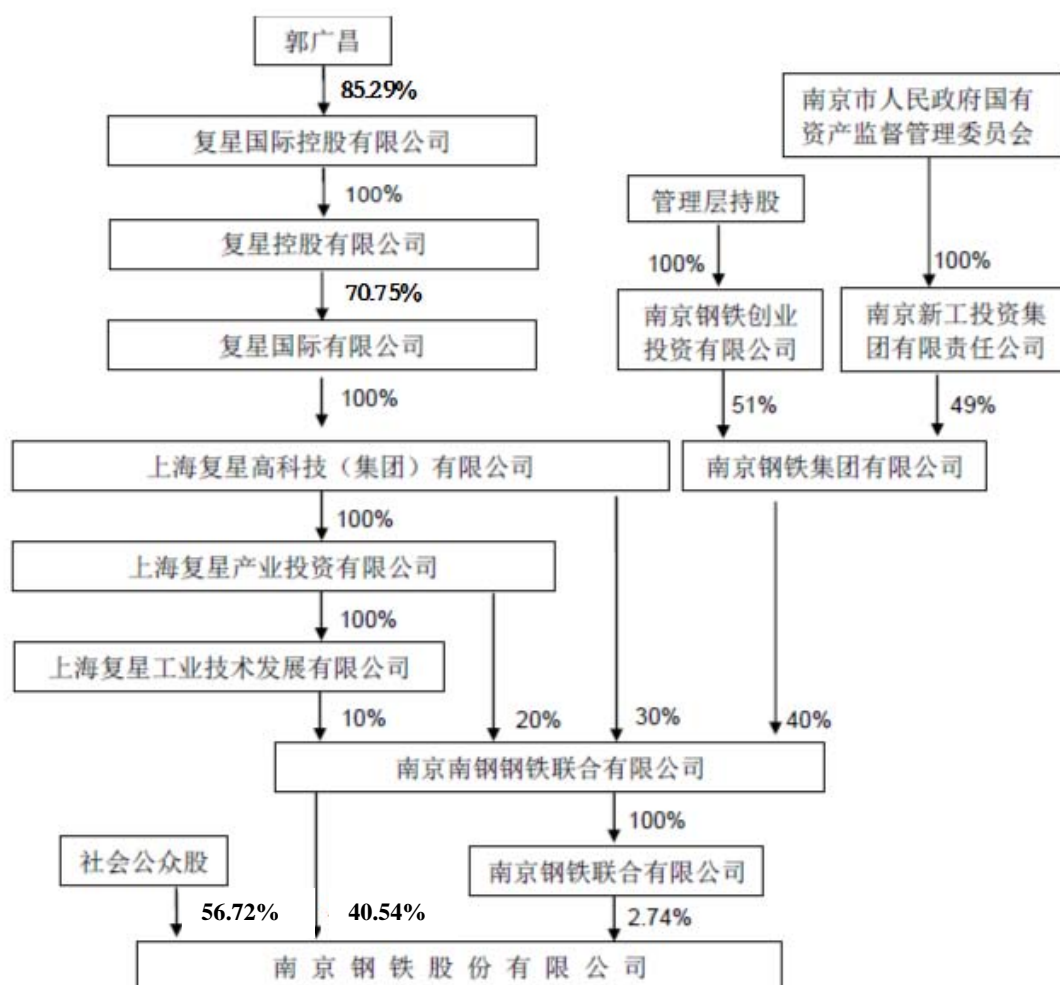 郭广昌
85.29%
南京市人民政府国有
资产监督管理委员会
复星国际控股有限公司
100%
管理层持股
复星控股有限公司
100%
100%
70.75%
南京钢铁创业
投资有限公司
南京新工投资集
团有限责任公司
复星国际有限公司
100%
51%
49%
上海复星高科技（集团）有限公司
南京钢铁集团有限公司
100%
上海复星产业投资有限公司
100%
上海复星工业技术发展有限公司
10%
20%
30%
40%
南京南钢钢铁联合有限公司
100%
社会公众股
南京钢铁联合有限公司
56.72%
40.54%
2.74%
南京钢铁股份有限公司